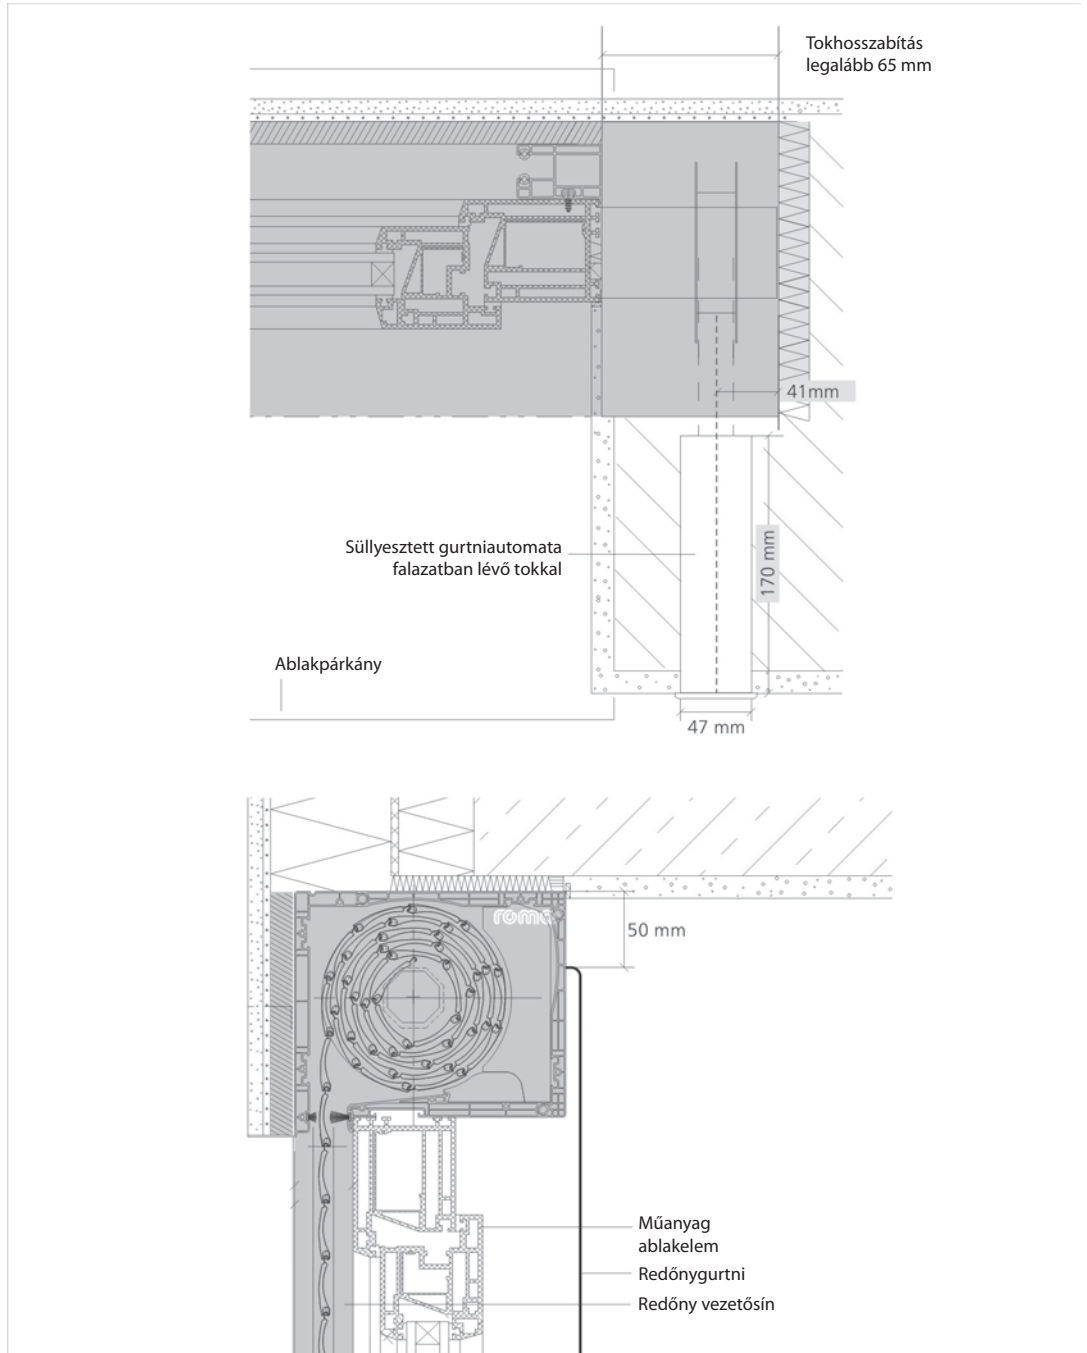 Tokhosszabítás
legalább 65 mm
41mm
Süllyesztett gurtniautomata
falazatban lévő tokkal
170 mm
Ablakpárkány
47 mm
roma
50 mm
Műanyag
ablakelem
Redőnygurtni
Redőny vezetősín